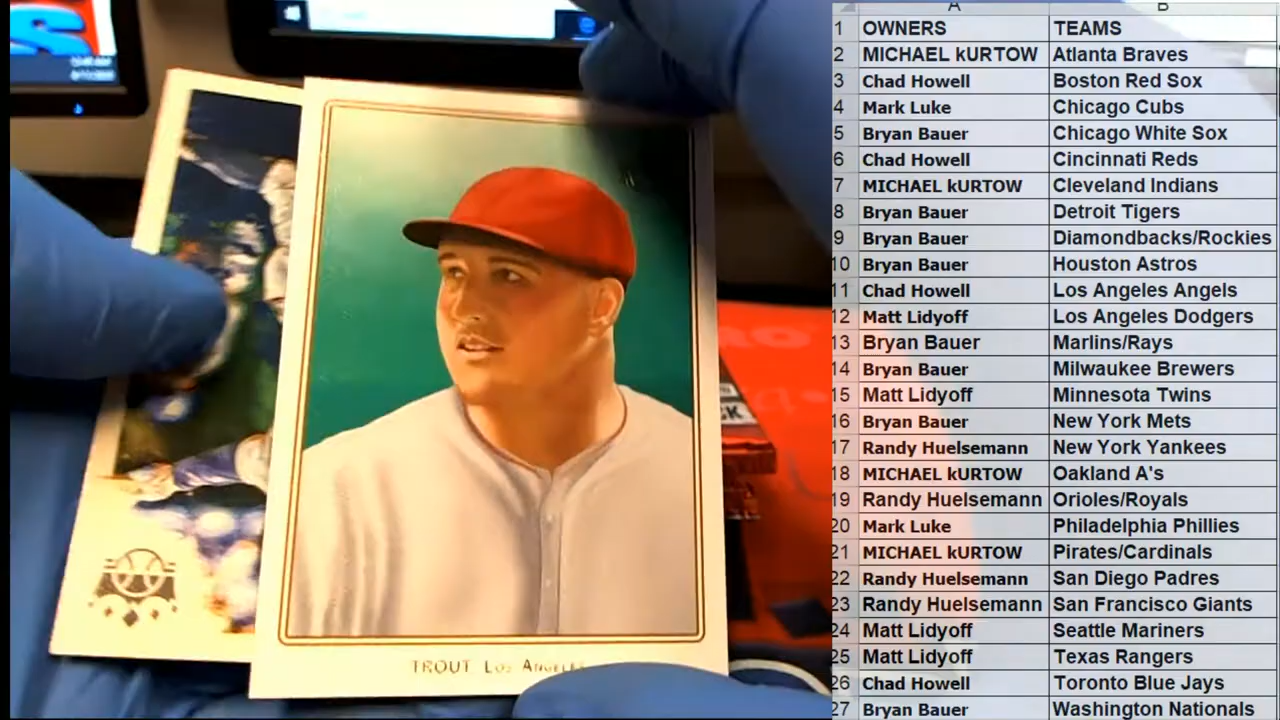 TROUT LOS ANGELES
A B
1 OWNERS TEAMS
2 MICHAEL kURTOW Atlanta Braves
3 Chad Howell Boston Red Sox
4 Mark Luke Chicago Cubs
5 Bryan Bauer Chicago White Sox
6 Chad Howell Cincinnati Reds
7 MICHAEL kURTOW Cleveland Indians
8 Bryan Bauer Detroit Tigers
9 Bryan Bauer Diamondbacks/Rockies
10 Bryan Bauer Houston Astros
11 Chad Howell Los Angeles Angels
12 Matt Lidyoff Los Angeles Dodgers
13 Bryan Bauer Marlins/Rays
14 Bryan Bauer Milwaukee Brewers
15 Matt Lidyoff Minnesota Twins
16 Bryan Bauer New York Mets
17 Randy Huelsemann New York Yankees
18 MICHAEL kURTOW Oakland A's
19 Randy Huelsemann Orioles/Royals
20 Mark Luke Philadelphia Phillies
21 MICHAEL kURTOW Pirates/Cardinals
22 Randy Huelsemann San Diego Padres
23 Randy Huelsemann San Francisco Giants
24 Matt Lidyoff Seattle Mariners
25 Matt Lidyoff Texas Rangers
26 Chad Howell Toronto Blue Jays
27 Bryan Bauer Washington Nationals